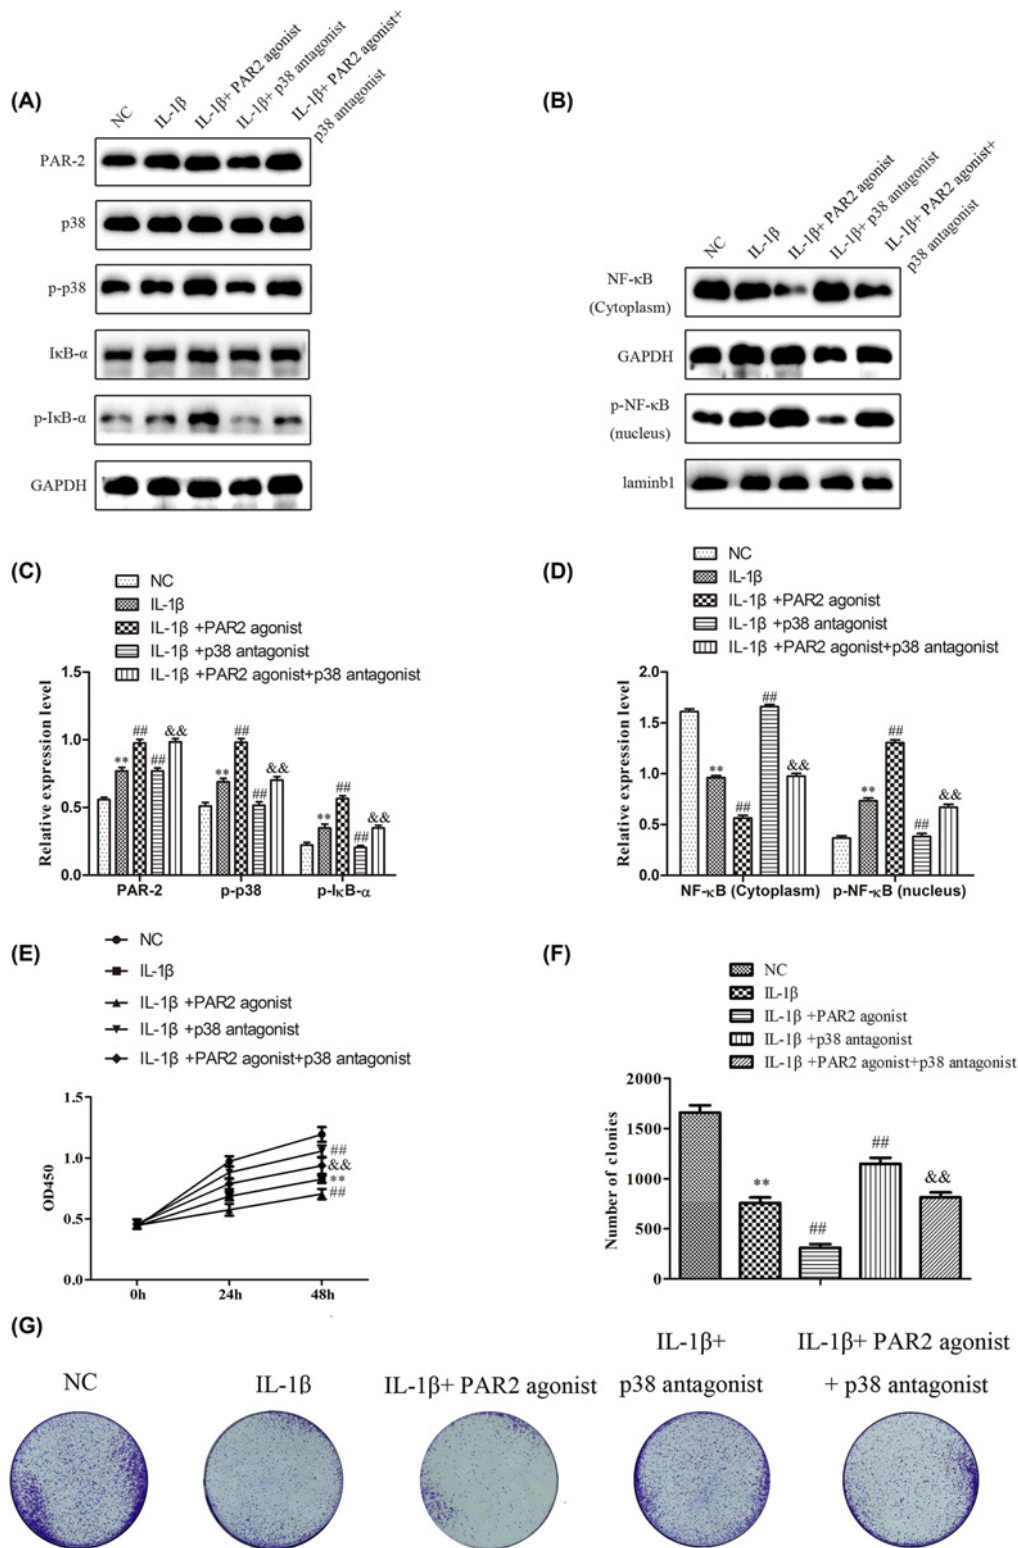 (A)
NC
IL-1β
IL-1β+ PAR2 agonist
IL-1β+ p38 antagonist
IL-1β+ PAR2 agonist+
p38 antagonist
PAR-2
p38
p-p38
IκB-α
p-IκB-α
GAPDH
(B)
NC
IL-1β
IL-1β+ PAR2 agonist
IL-1β+ p38 antagonist
IL-1β+ PAR2 agonist+
p38 antagonist
NF-κB
(Cytoplasm)
GAPDH
p-NF-κB
(nucleus)
laminb1
(C)
NC
IL-1β
IL-1β +PAR2 agonist
IL-1β +p38 antagonist
IL-1β +PAR2 agonist+p38 antagonist
Relative expression level
1.5
1.0
0.5
0.0
** ## ## &&
** ## ## &&
** ## ## &&
PAR-2 p-p38 p-IκB-α
(D)
NC
IL-1β
IL-1β +PAR2 agonist
IL-1β +p38 antagonist
IL-1β +PAR2 agonist+p38 antagonist
Relative expression level
2.0
1.5
1.0
0.5
0.0
** ## ## &&
** ## ## &&
NF-κB (Cytoplasm) p-NF-κB (nucleus)
(E)
NC
IL-1β
IL-1β +PAR2 agonist
IL-1β +p38 antagonist
IL-1β +PAR2 agonist+p38 antagonist
OD450
1.5
1.0
0.5
0.0
##
&&
**
##
0h 24h 48h
(F)
NC
IL-1β
IL-1β +PAR2 agonist
IL-1β +p38 antagonist
IL-1β +PAR2 agonist+p38 antagonist
Number of clonies
2000
1500
1000
500
0
** ## ## &&
(G)
NC
IL-1β
IL-1β+ PAR2 agonist
IL-1β+
p38 antagonist
IL-1β+ PAR2 agonist
+ p38 antagonist